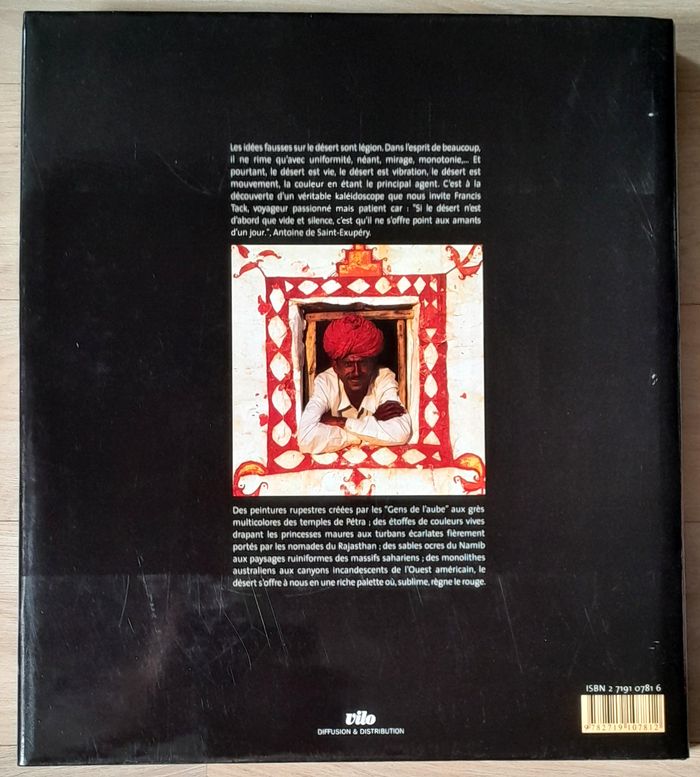 Les idées fausses sur le désert sont légion. Dans l'esprit de beaucoup,
il ne rime qu'avec uniformité, néant, mirage, monotonie,... Et
pourtant, le désert est vie, le désert est vibration, le désert est
mouvement, la couleur en étant le principal agent. C'est à la
découverte d'un véritable kaléidoscope que nous invite Francis
Tack, voyageur passionné mais patient car : "Si le désert n'est
d'abord que vide et silence, c'est qu'il ne s'offre point aux amants
d'un jour.", Antoine de Saint-Exupéry.
Des peintures rupestres créées par les "Gens de l'aube" aux grès
multicolores des temples de Pétra ; des étoffes de couleurs vives
drapant les princesses maures aux turbans écarlates fièrement
portés par les nomades du Rajasthan ; des sables ocres du Namib
aux paysages ruiniformes des massifs sahariens ; des monolithes
australiens aux canyons incandescents de l'Ouest américain, le
désert s'offre à nous en une riche palette où, sublime, règne le rouge.
ISBN 2 7191 0781 6
9 782719 107812
vilo
DIFFUSION & DISTRIBUTION